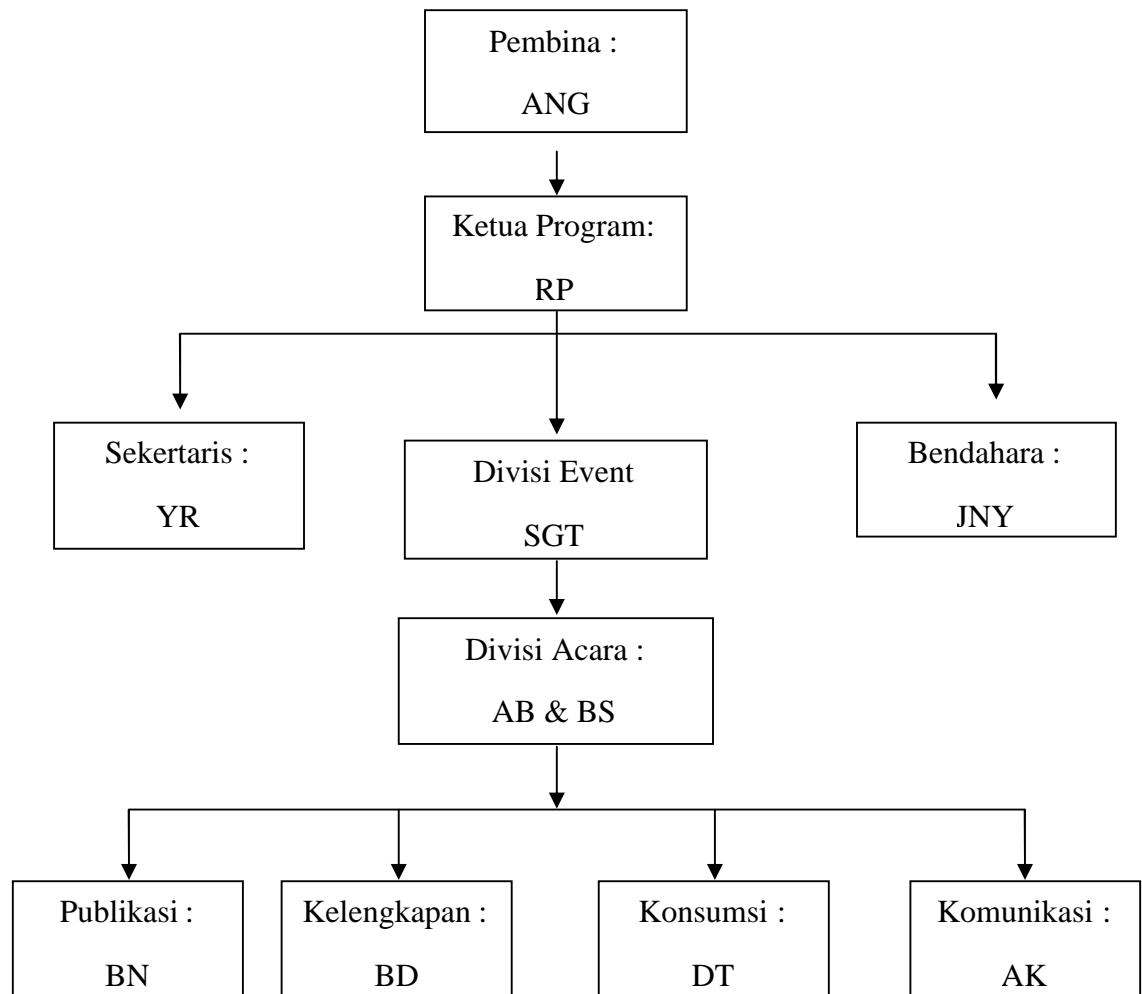 Pembina :
ANG
Ketua Program:
RP
Sekertaris :
YR
Divisi Event
SGT
Bendahara :
JNY
Divisi Acara :
AB & BS
Publikasi :
BN
Kelengkapan :
BD
Konsumsi :
DT
Komunikasi :
AK